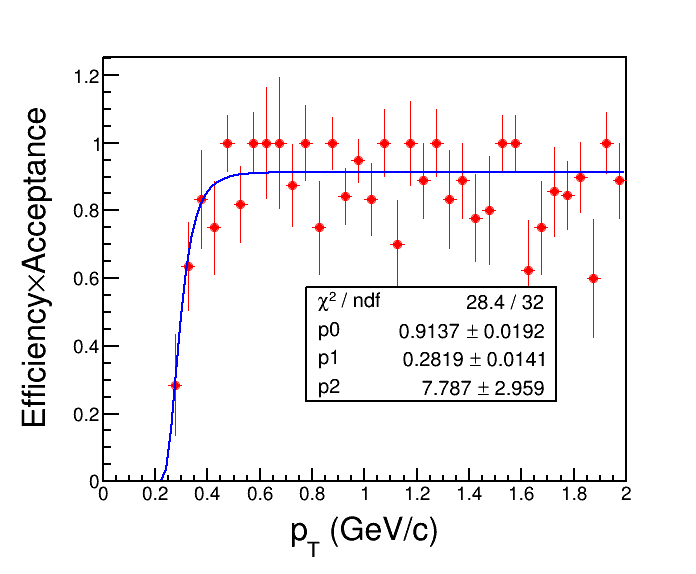 Efficiency×Acceptance
1.2
1
0.8
0.6
0.4
0.2
0
χ² / ndf 28.4 / 32
p0 0.9137 ± 0.0192
p1 0.2819 ± 0.0141
p2 7.787 ± 2.959
0 0.2 0.4 0.6 0.8 1 1.2 1.4 1.6 1.8 2
p_T (GeV/c)